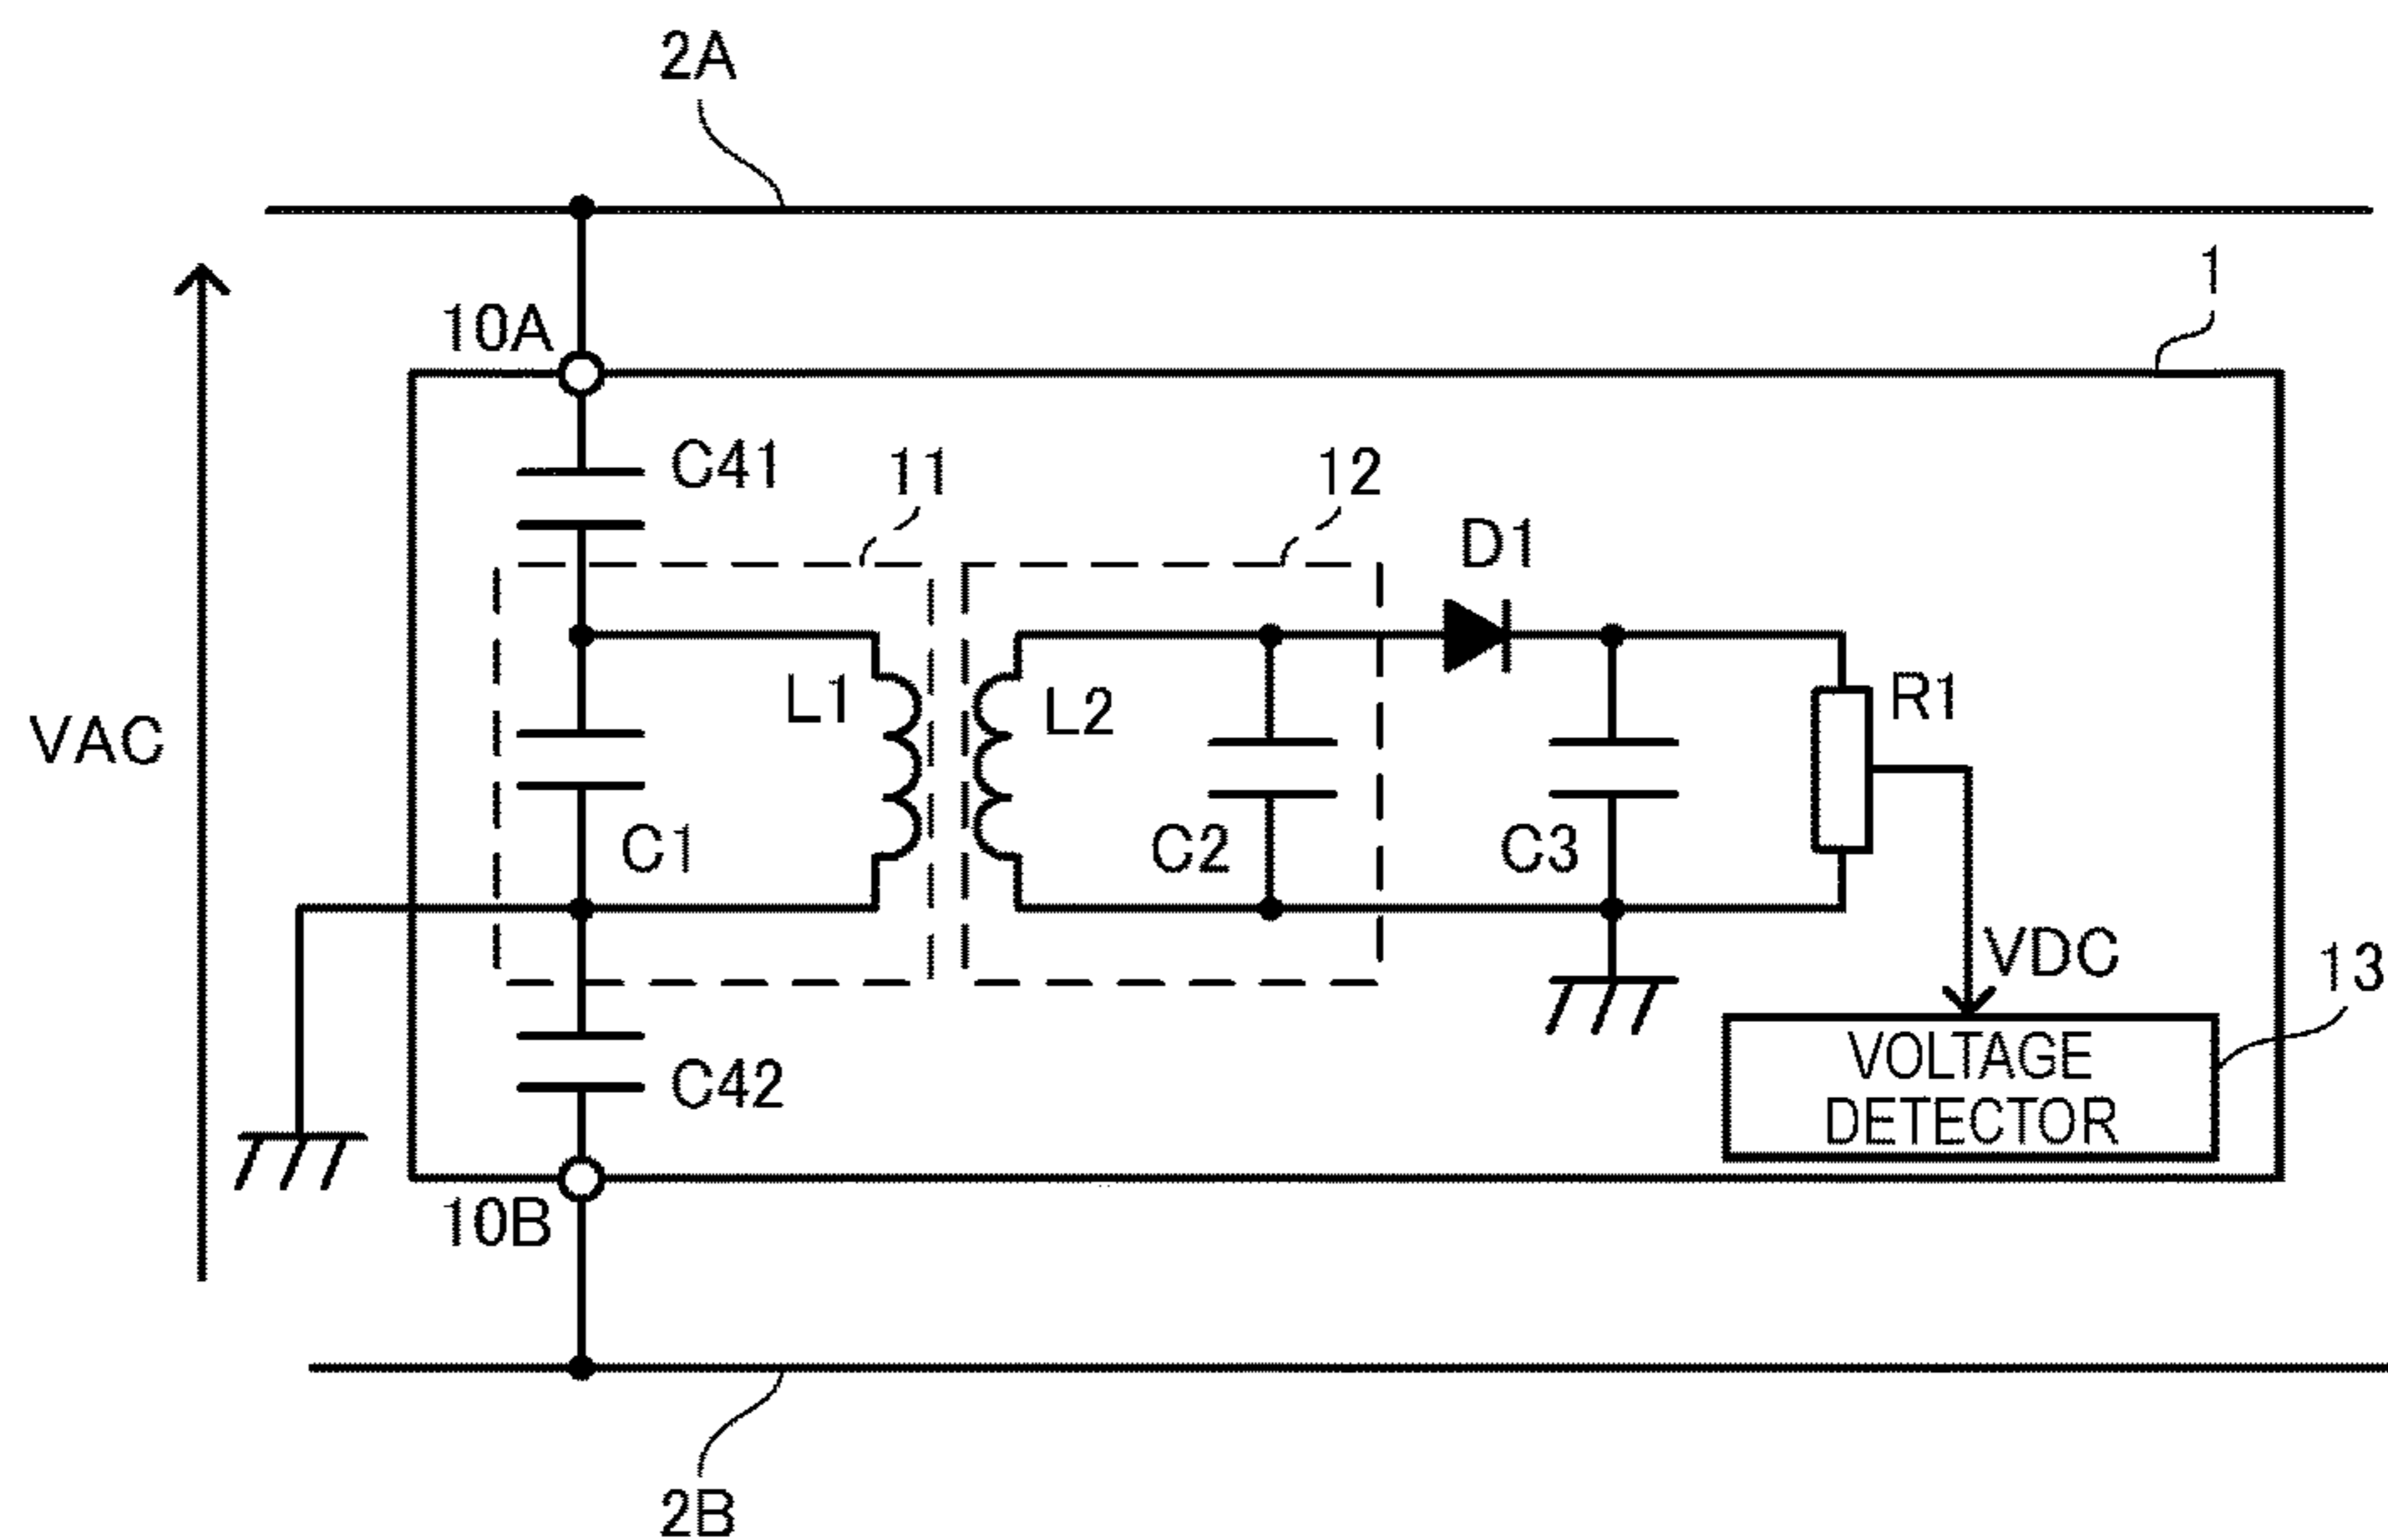 2A
1
10A
C41
11
12
D1
L1
L2
R1
VAC
C1
C2
C3
VDC
13
VOLTAGE
DETECTOR
C42
10B
2B